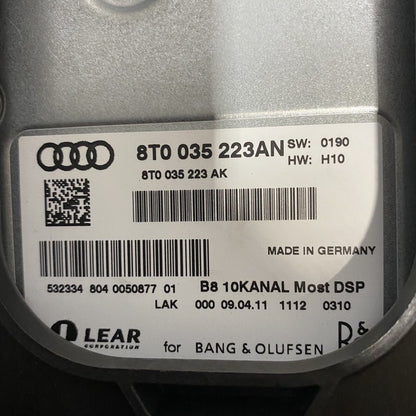 8T0 035 223AN SW: 0190
HW: H10
8T0 035 223 AK
MADE IN GERMANY
532334 804 0050877 01 B8 10KANAL Most DSP
LAK 000 09.04.11 1112 0310
LEAR
CORPORATION
for BANG & OLUFSEN